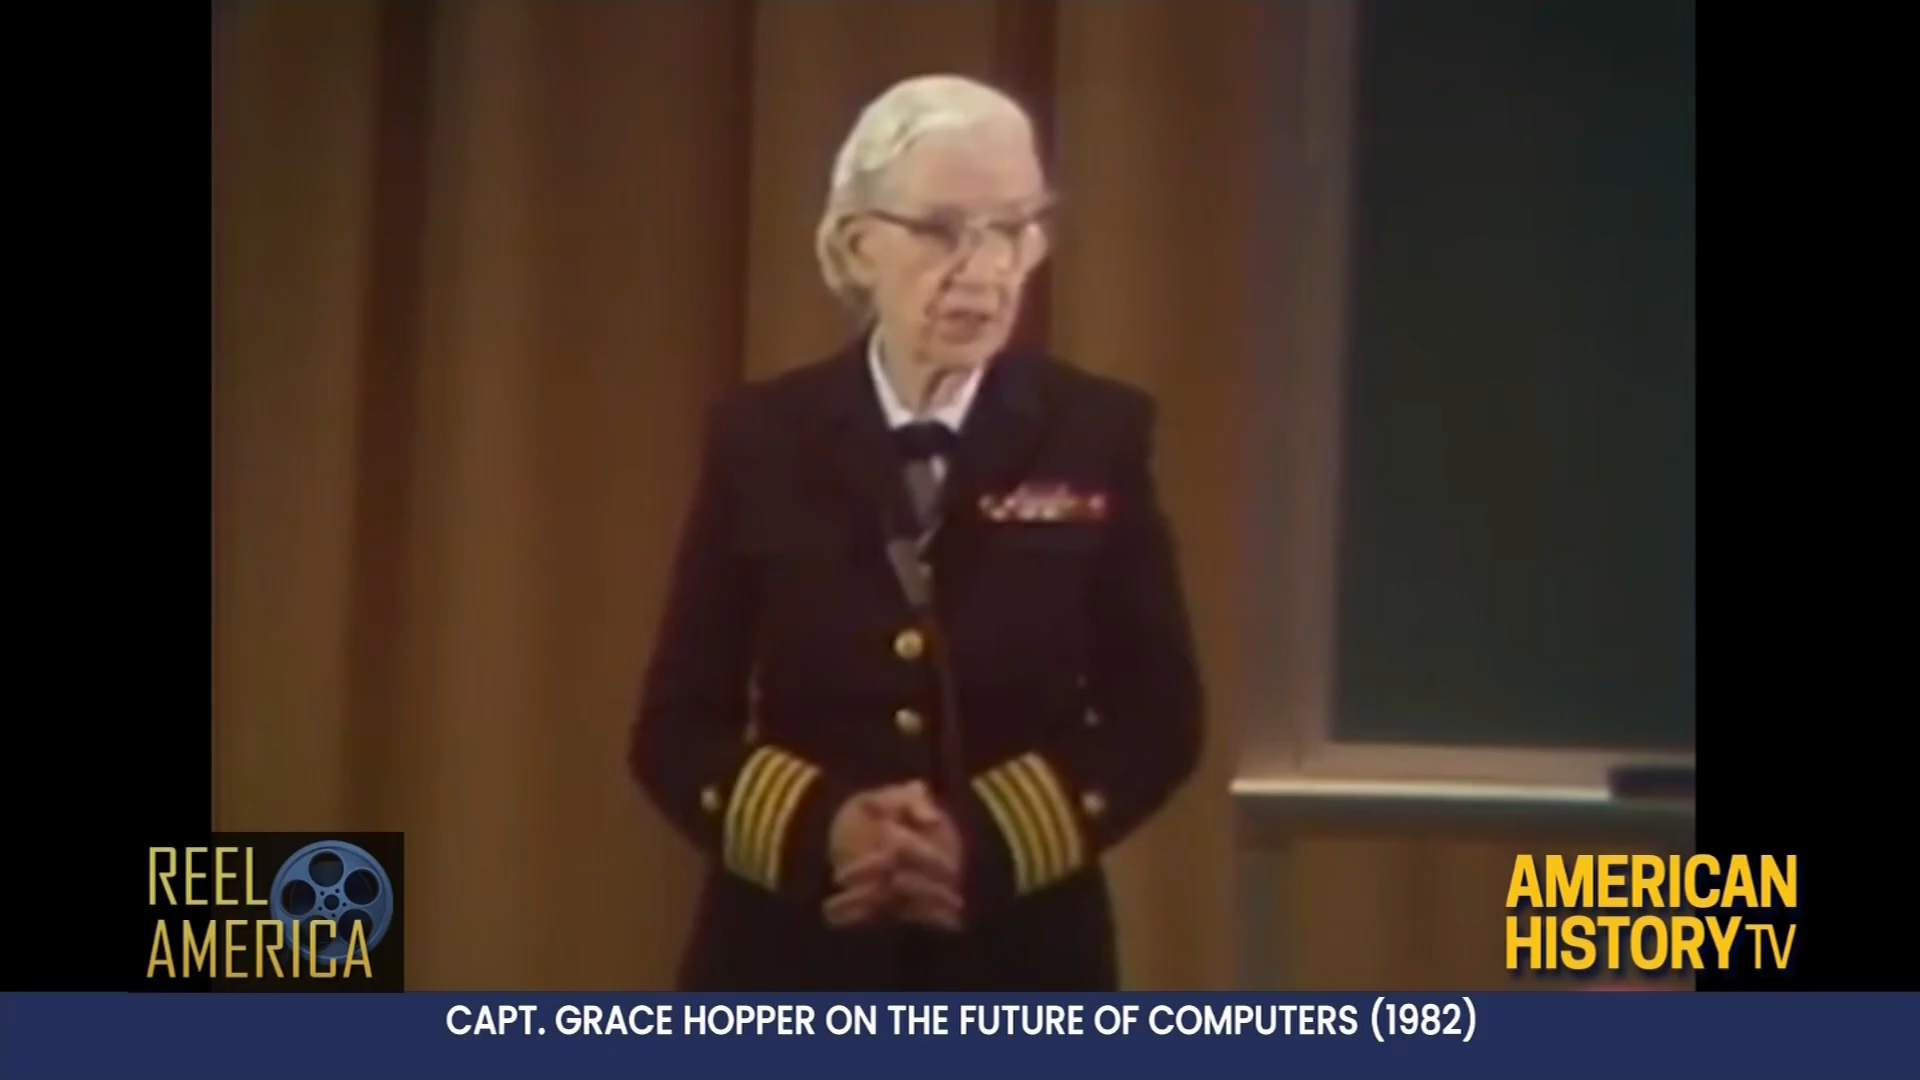 REEL
AMERICA
AMERICAN
HISTORY TV
CAPT. GRACE HOPPER ON THE FUTURE OF COMPUTERS (1982)